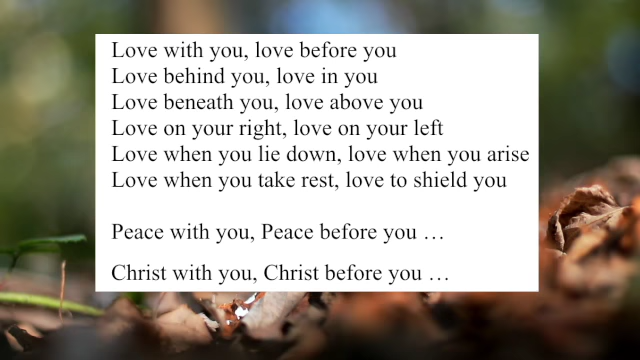 Love with you, love before you
Love behind you, love in you
Love beneath you, love above you
Love on your right, love on your left
Love when you lie down, love when you arise
Love when you take rest, love to shield you
Peace with you, Peace before you …
Christ with you, Christ before you …